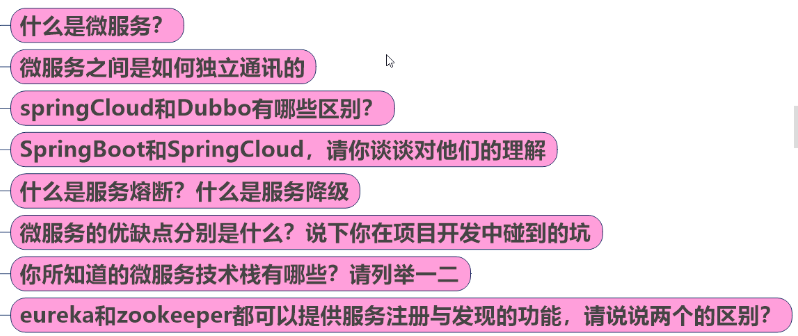 什么是微服务?
微服务之间是如何独立通讯的
springCloud和Dubbo有哪些区别?
SpringBoot和SpringCloud，请你谈谈对他们的理解
什么是服务熔断? 什么是服务降级
微服务的优缺点分别是什么? 说下你在项目开发中碰到的坑
你所知道的微服务技术栈有哪些? 请列举一二
eureka和zookeeper都可以提供服务注册与发现的功能，请说说两个的区别?